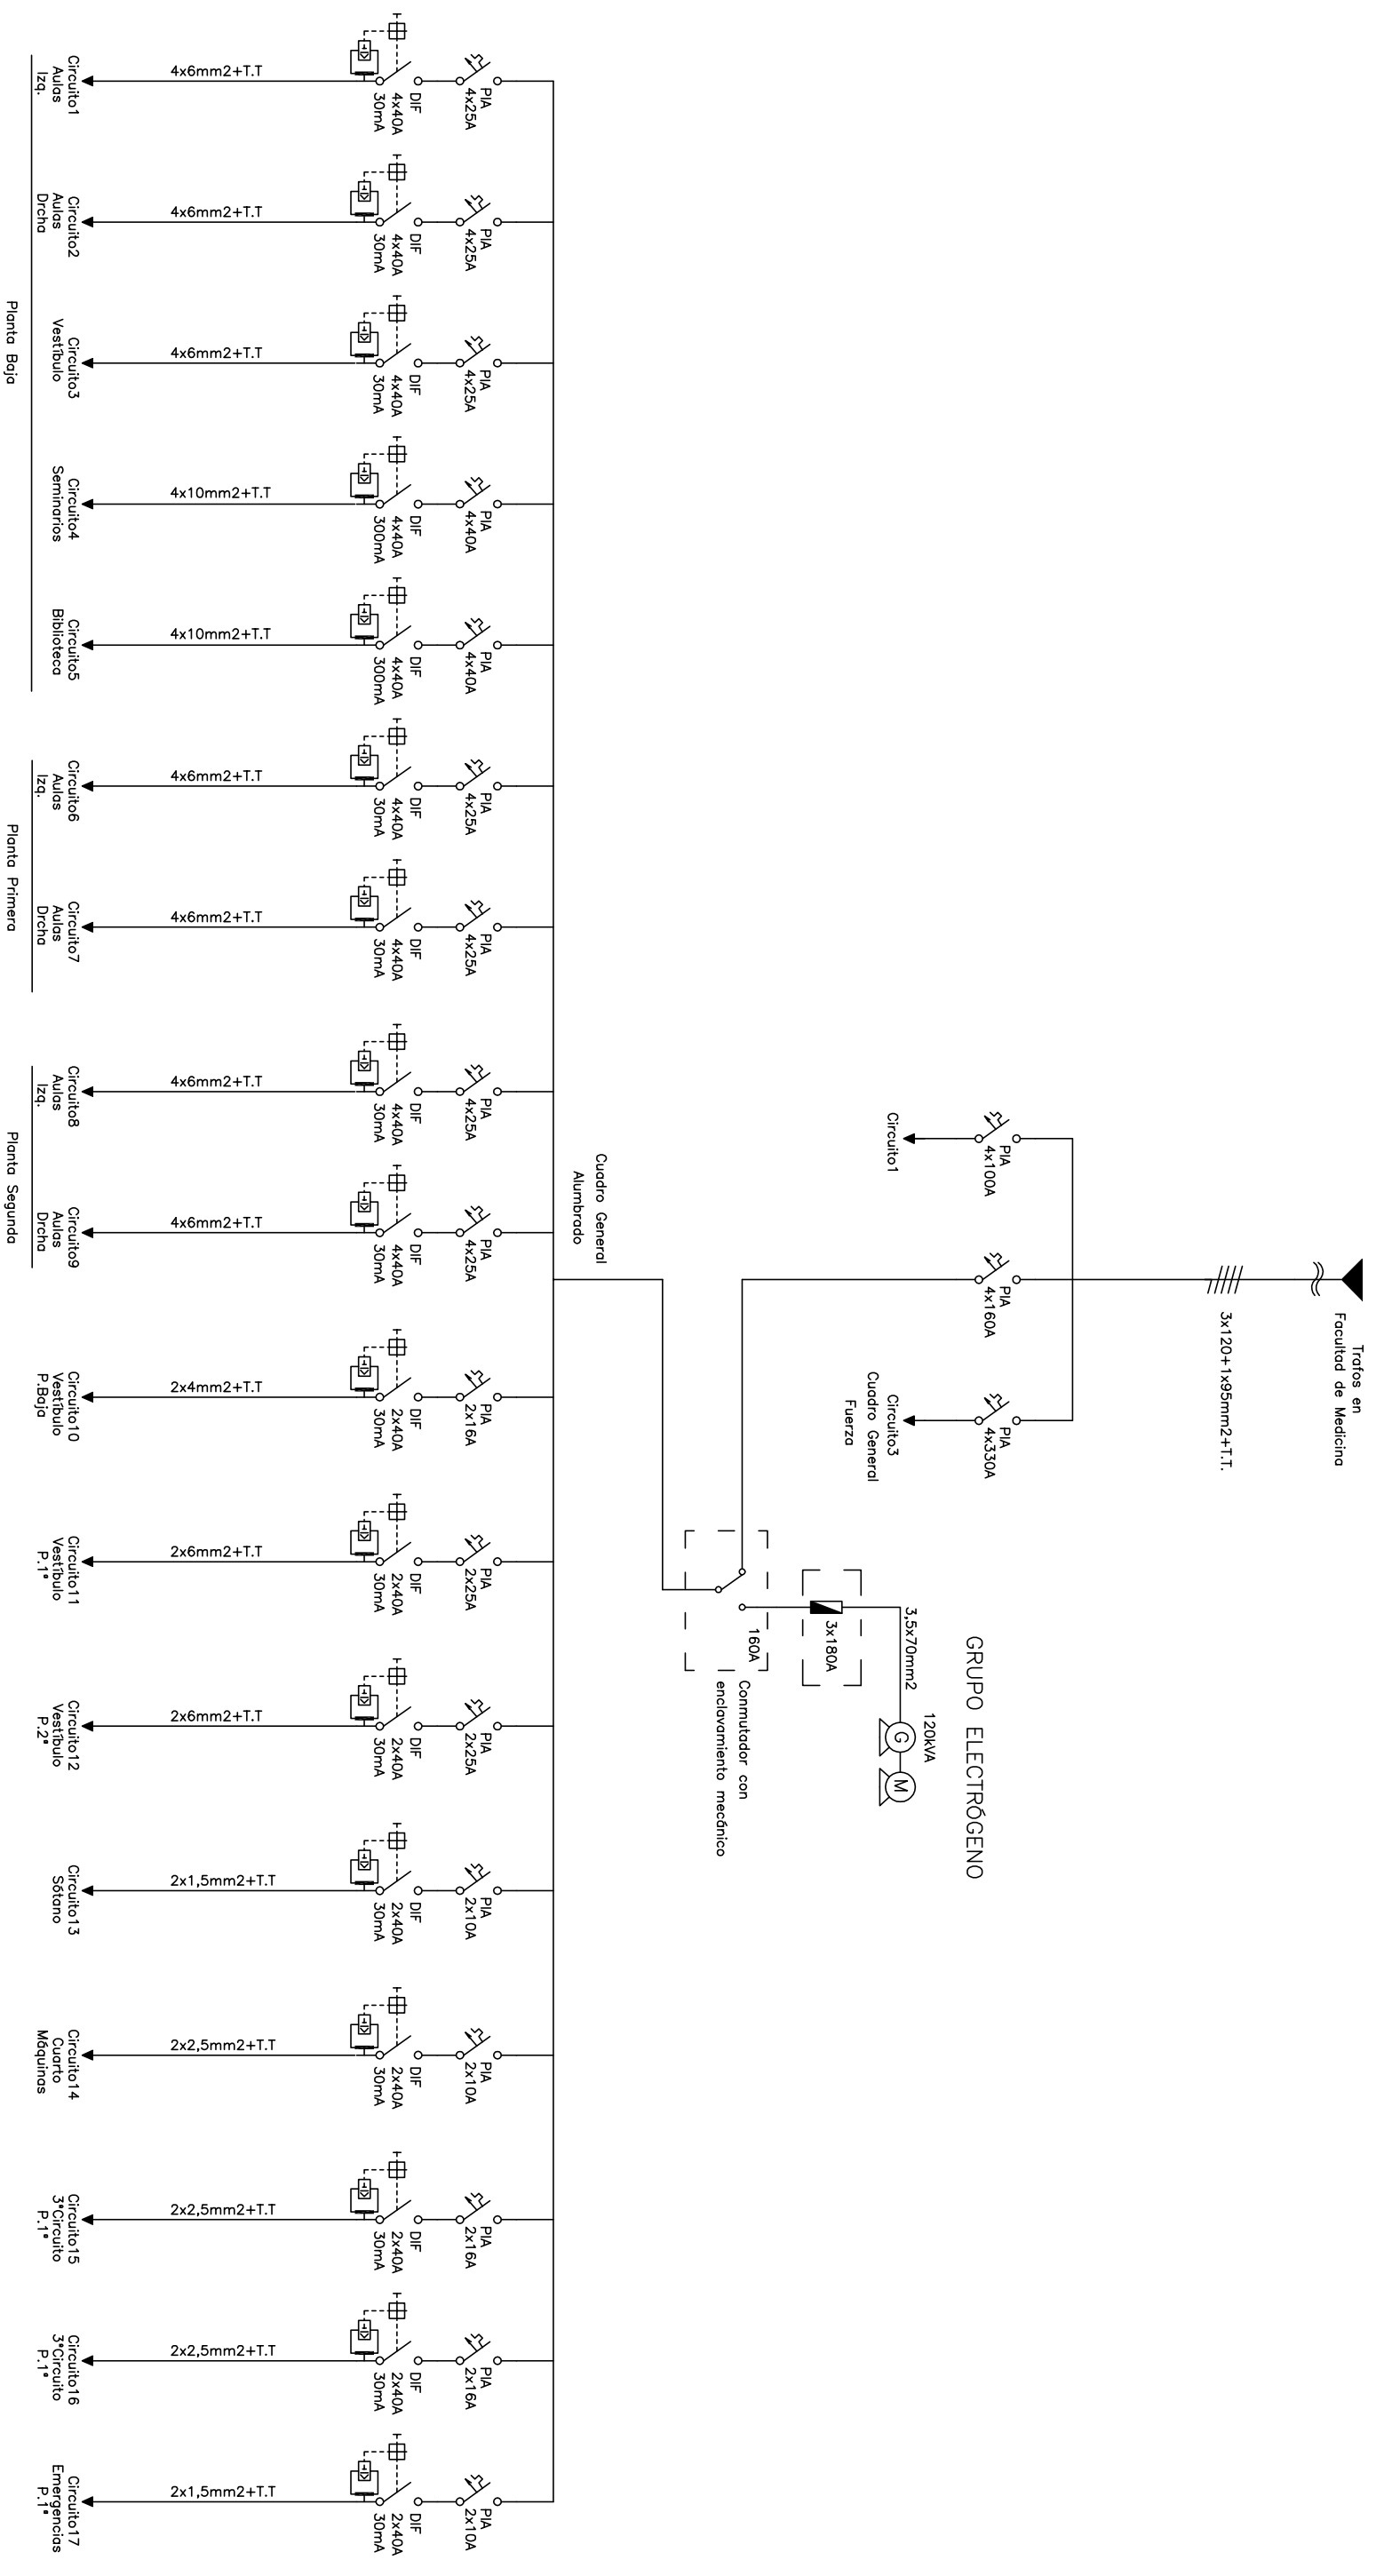 Trafos en
Facultad de Medicina
3x120+1x95mm2+T.T.
PIA
4x100A
Circuito1
PIA
4x160A
PIA
4x330A
Circuito3
Cuadro General
Fuerza
GRUPO ELECTRÓGENO
120kVA
G
M
3,5x70mm2
3x180A
160A
Conmutador con
enclavamiento mecánico
Cuadro General
Alumbrado
PIA
4x25A
DIF
4x40A
30mA
4x6mm2+T.T
Circuito1
Aulas
Izq.
PIA
4x25A
DIF
4x40A
30mA
4x6mm2+T.T
Circuito2
Aulas
Drcha
PIA
4x25A
DIF
4x40A
30mA
4x6mm2+T.T
Circuito3
Vestíbulo
PIA
4x40A
DIF
4x40A
300mA
4x10mm2+T.T
Circuito4
Seminarios
PIA
4x40A
DIF
4x40A
300mA
4x10mm2+T.T
Circuito5
Biblioteca
Planta Baja
PIA
4x25A
DIF
4x40A
30mA
4x6mm2+T.T
Circuito6
Aulas
Izq.
PIA
4x25A
DIF
4x40A
30mA
4x6mm2+T.T
Circuito7
Aulas
Drcha
Planta Primera
PIA
4x25A
DIF
4x40A
30mA
4x6mm2+T.T
Circuito8
Aulas
Izq.
PIA
4x25A
DIF
4x40A
30mA
4x6mm2+T.T
Circuito9
Aulas
Drcha
Planta Segunda
PIA
2x16A
DIF
2x40A
30mA
2x4mm2+T.T
Circuito10
Vestíbulo
P.Baja
PIA
2x25A
DIF
2x40A
30mA
2x6mm2+T.T
Circuito11
Vestíbulo
P.1ª
PIA
2x25A
DIF
2x40A
30mA
2x6mm2+T.T
Circuito12
Vestíbulo
P.2ª
PIA
2x10A
DIF
2x40A
30mA
2x1,5mm2+T.T
Circuito13
Sótano
PIA
2x10A
DIF
2x40A
30mA
2x2,5mm2+T.T
Circuito14
Cuarto
Máquinas
PIA
2x16A
DIF
2x40A
30mA
2x2,5mm2+T.T
Circuito15
3ºCircuito
P.1ª
PIA
2x16A
DIF
2x40A
30mA
2x2,5mm2+T.T
Circuito16
3ºCircuito
P.1ª
PIA
2x10A
DIF
2x40A
30mA
2x1,5mm2+T.T
Circuito17
Emergencias
P.1ª